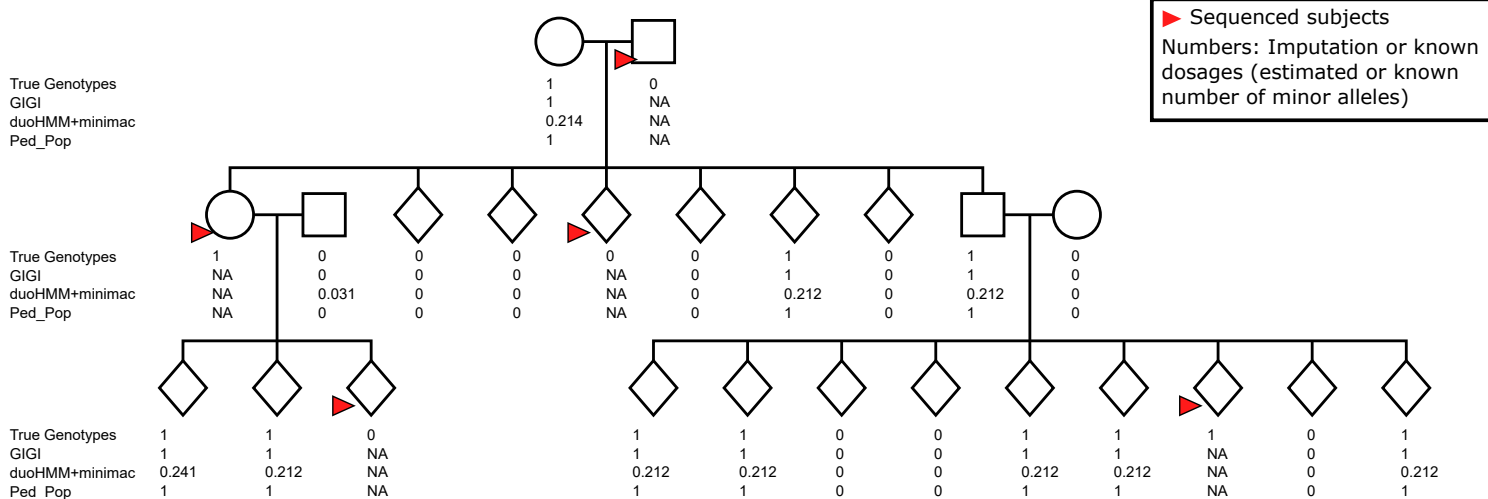 Sequenced subjects
Numbers: Imputation or known
dosages (estimated or known
number of minor alleles)
True Genotypes 1 0
GIGI 1 NA
duoHMM+minimac 0.214 NA
Ped_Pop 1 NA
True Genotypes 1 0 0 0 0 0 1 0 1 0
GIGI NA 0 0 0 NA 0 1 0 1 0
duoHMM+minimac NA 0.031 0 0 NA 0 0.212 0 0.212 0
Ped_Pop NA 0 0 0 NA 0 1 0 1 0
True Genotypes 1 1 0 1 1 0 0 1 1 1 0 1
GIGI 1 1 NA 1 1 0 0 1 1 NA 0 1
duoHMM+minimac 0.241 0.212 NA 0.212 0.212 0 0 0.212 0.212 NA 0 0.212
Ped_Pop 1 1 NA 1 1 0 0 1 1 NA 0 1